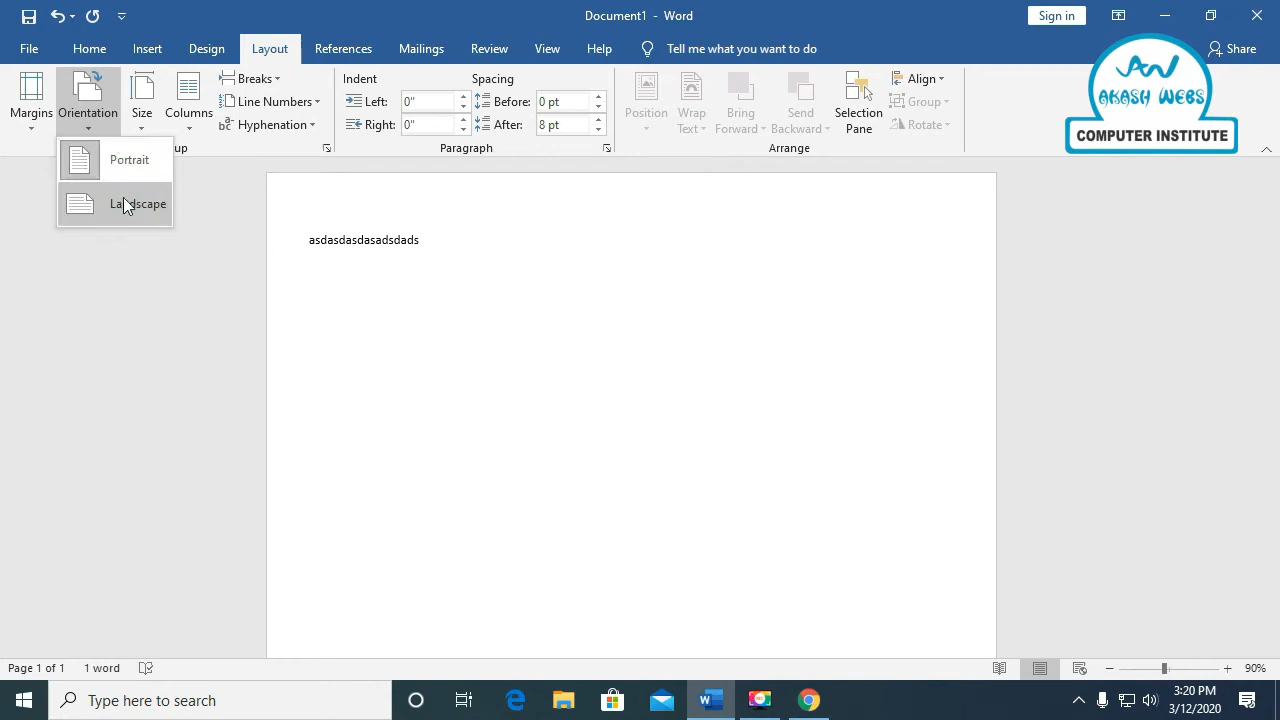 Document1 - Word
Sign in
File Home Insert Design Layout References Mailings Review View Help Tell me what you want to do Share
Margins Orientation Size Columns
Breaks
Line Numbers
Hyphenation
Indent Spacing
Left: 0" Before: 0 pt
Right: 0" After: 8 pt
Position Wrap Text Bring Forward Send Backward Selection Pane
Align
Group
Rotate
up Paragraph Arrange
AW
AKASH WEBS
COMPUTER INSTITUTE
Portrait
Landscape
asdasdasdasadsdads
Page 1 of 1 1 word 90%
Type here to search
3:20 PM
3/12/2020